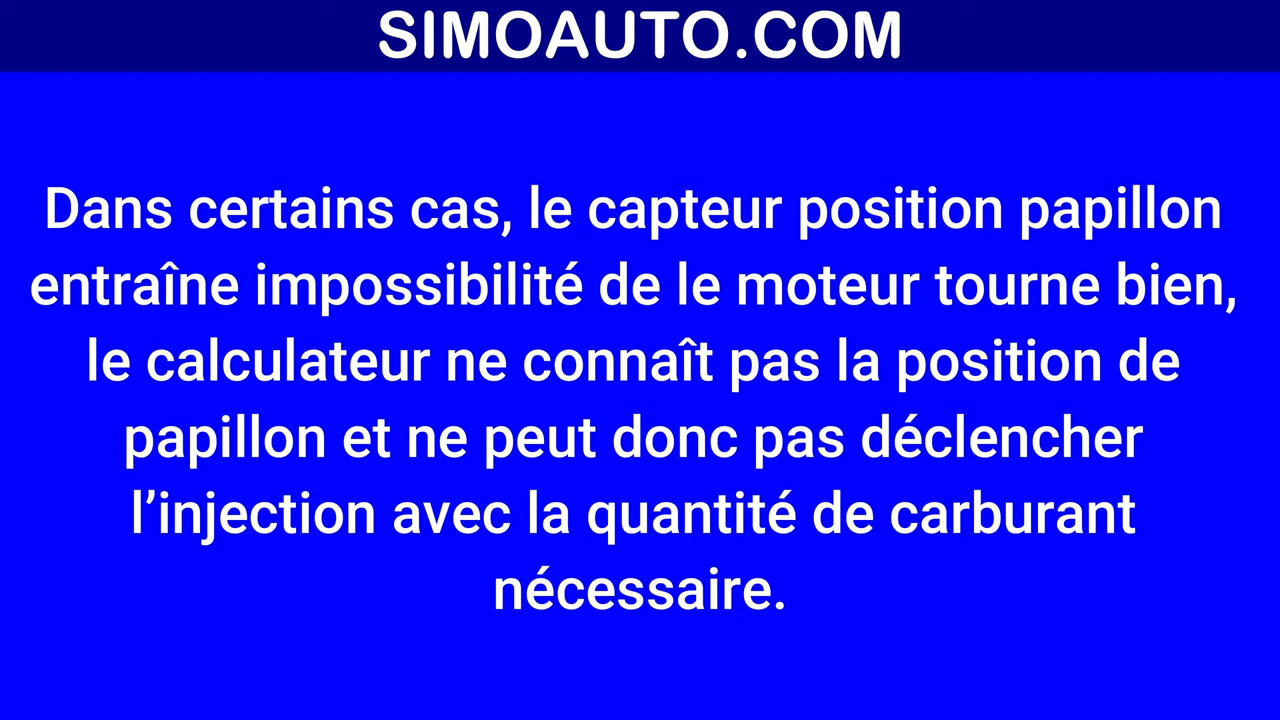 SIMOAUTO.COM
Dans certains cas, le capteur position papillon
entraîne impossibilité de le moteur tourne bien,
le calculateur ne connaît pas la position de
papillon et ne peut donc pas déclencher
l’injection avec la quantité de carburant
nécessaire.